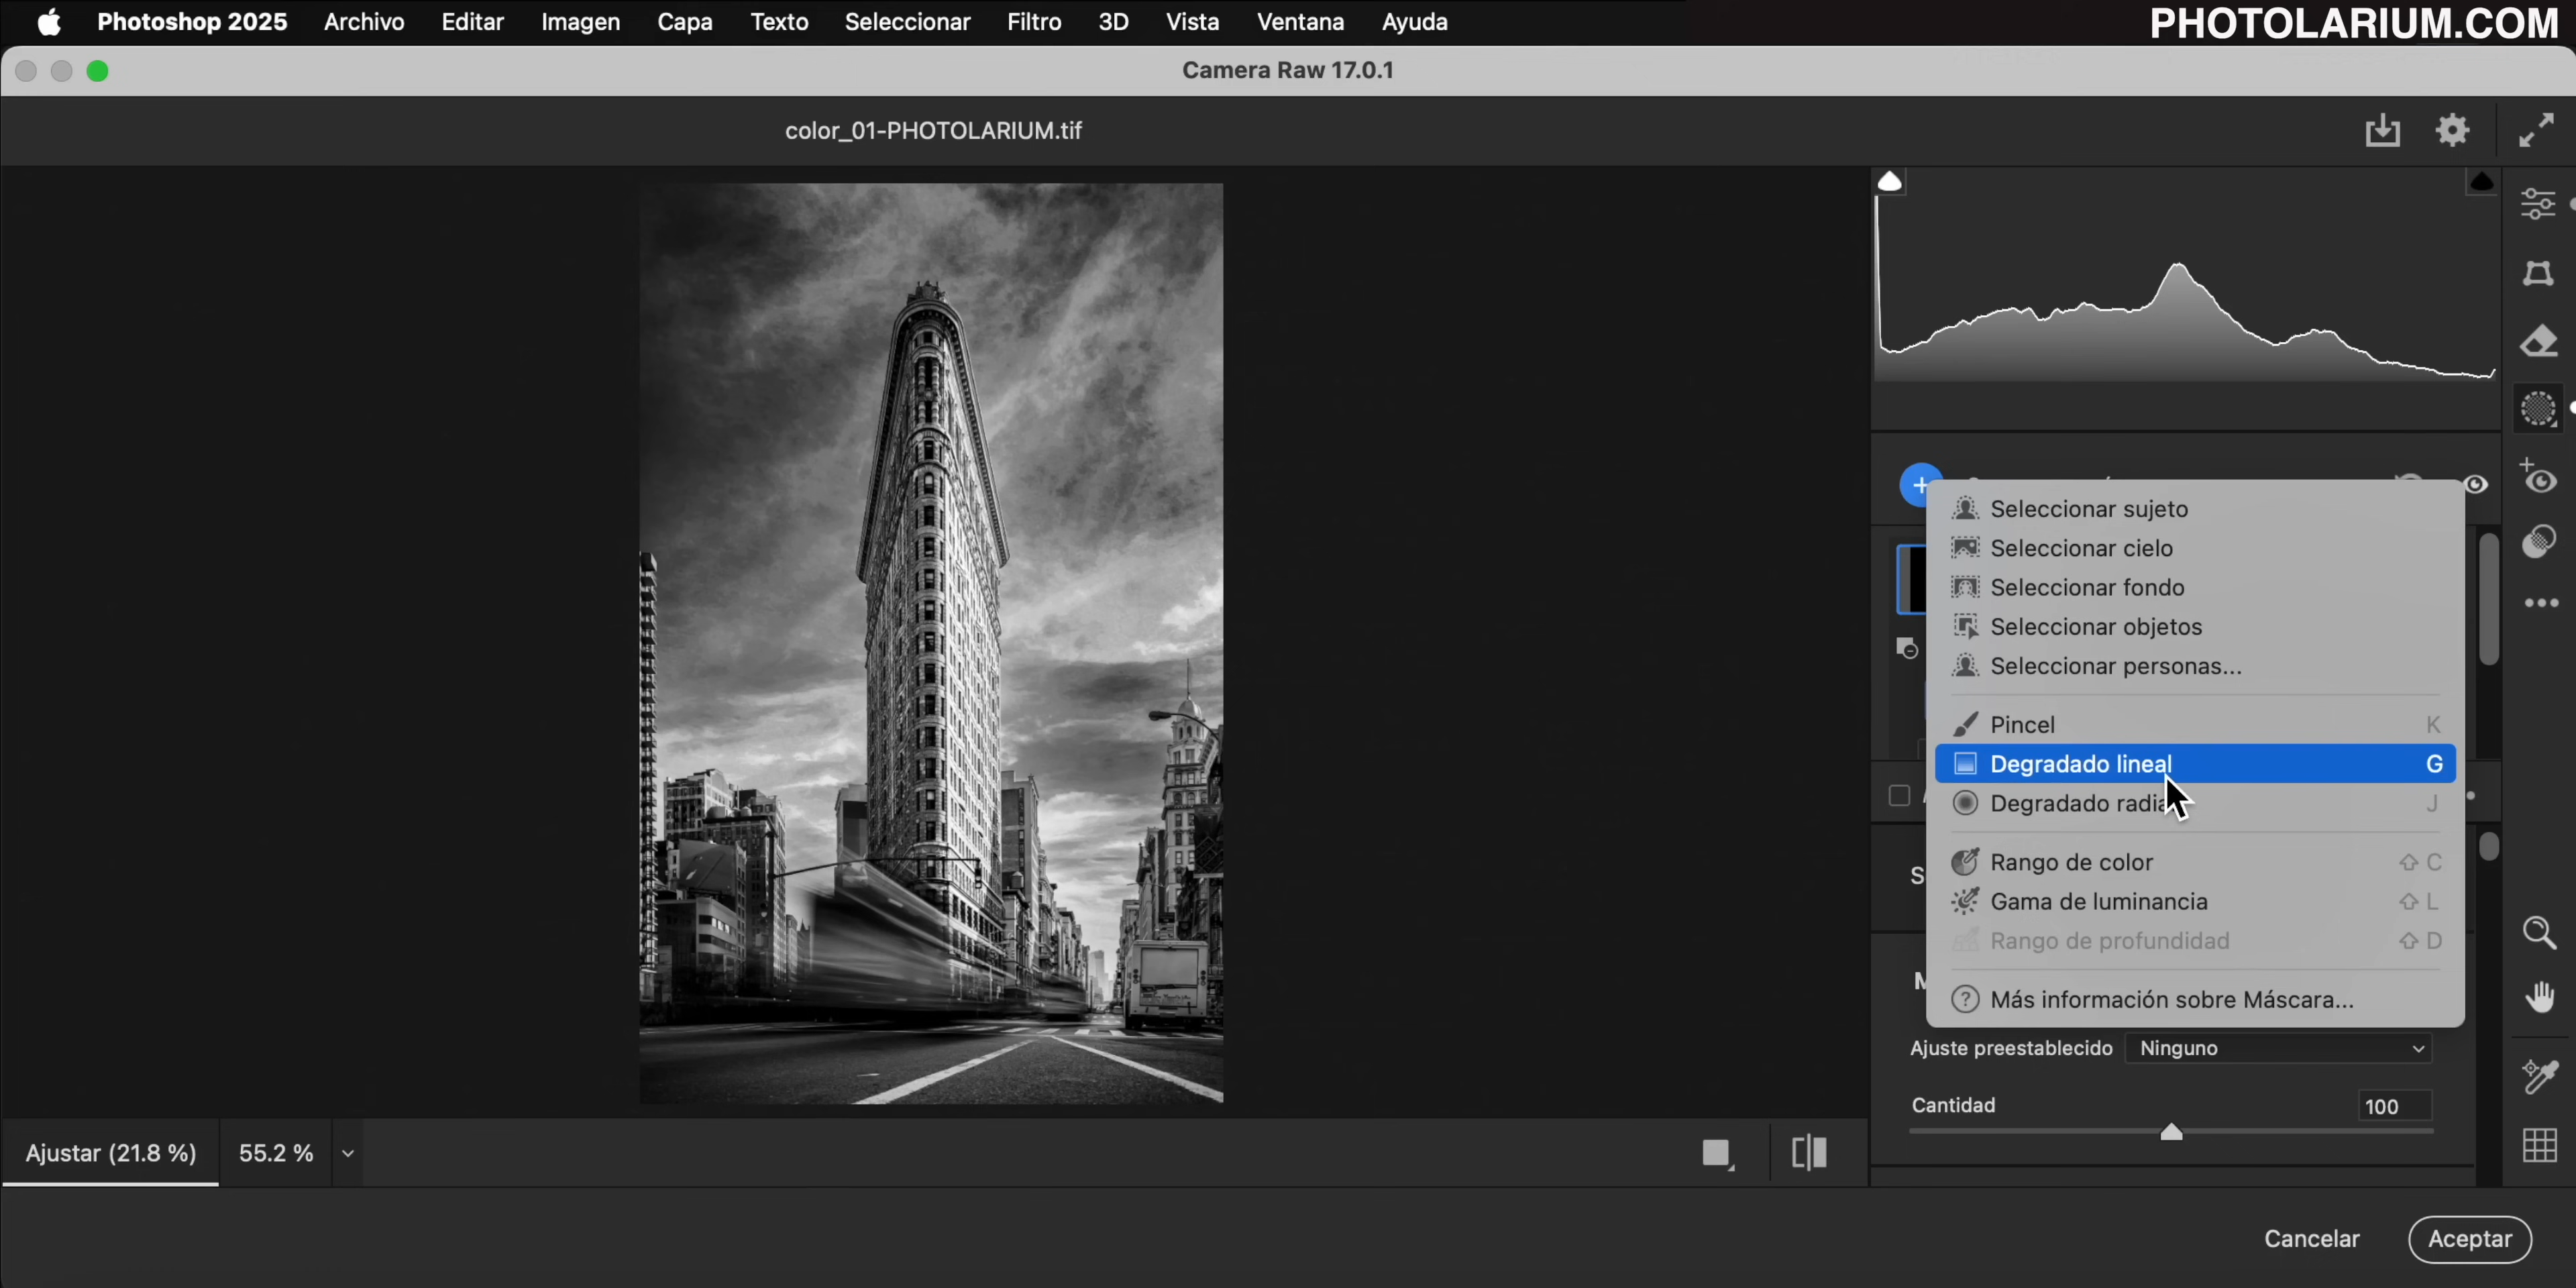 Photoshop 2025 Archivo Editar Imagen Capa Texto Seleccionar Filtro 3D Vista Ventana Ayuda
PHOTOLARIUM.COM
Camera Raw 17.0.1
color_01-PHOTOLARIUM.tif
Seleccionar sujeto
Seleccionar cielo
Seleccionar fondo
Seleccionar objetos
Seleccionar personas...
Pincel K
Degradado lineal G
Degradado radial J
Rango de color ⇧ C
Gama de luminancia ⇧ L
Rango de profundidad ⇧ D
Más información sobre Máscara...
Ajuste preestablecido Ninguno
Cantidad 100
Ajustar (21.8 %) 55.2 %
Cancelar Aceptar